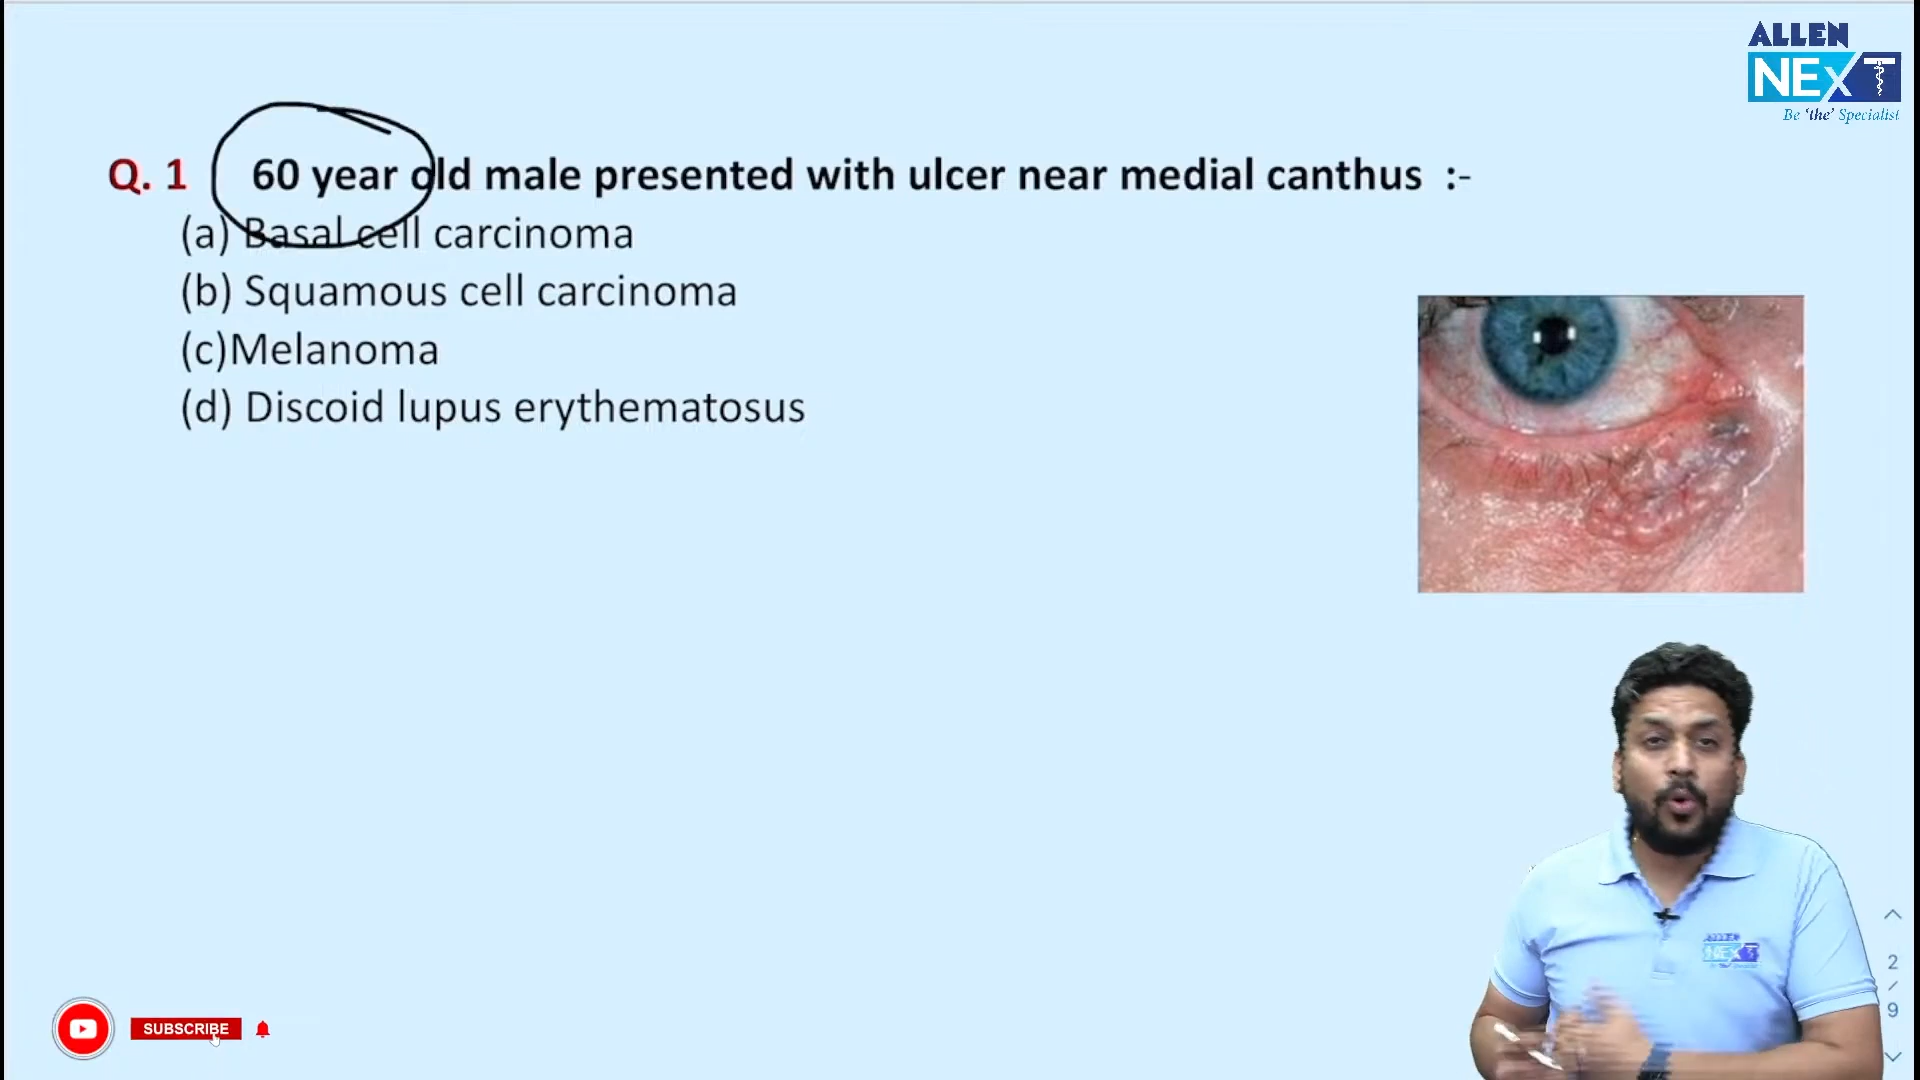 ALLEN
NExT
Be 'the' Specialist
Q. 1 60 year old male presented with ulcer near medial canthus :-
(a) Basal cell carcinoma
(b) Squamous cell carcinoma
(c)Melanoma
(d) Discoid lupus erythematosus
2
/
9
SUBSCRIBE